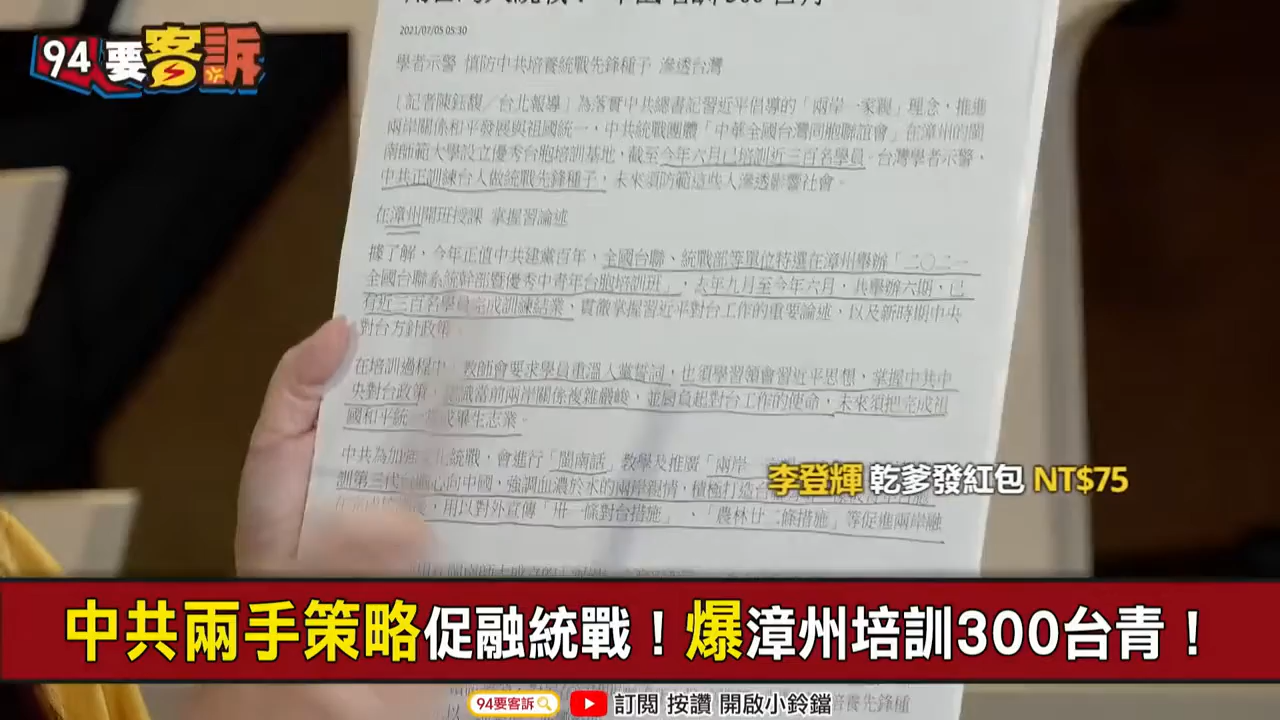 94要客訴
2021/07/05 05:30
學者示警 慎防中共培養統戰先鋒種子 滲透台灣
〔記者陳鈺馥／台北報導〕為落實中共總書記習近平倡導的「兩岸一家親」理念，推進
兩岸關係和平發展與祖國統一，中共統戰團體「中華全國台灣同胞聯誼會」在漳州的閩
南師範大學設立優秀台胞培訓基地，截至今年六月已培訓近三百名學員。台灣學者示警，
中共正訓練台人做統戰先鋒種子，未來須防範這些人滲透影響社會。
在漳州開班授課 掌握習論述
據了解，今年正值中共建黨百年，全國台聯、統戰部等單位特選在漳州舉辦「二〇二一
全國台聯系統幹部暨優秀中青年台胞培訓班」，去年九月至今年六月，共舉辦六期，已
有近三百名學員完成訓練結業，貫徹掌握習近平對台工作的重要論述，以及新時期中央
對台方針政策
在培訓過程中 教師會要求學員重溫入黨誓詞，也須學習領會習近平思想，掌握中共中
央對台政策 認識當前兩岸關係複雜嚴峻，並肩負起對台工作的使命，未來須把完成祖
國和平統一 成畢生志業。
中共為加強 化統戰，會進行「閩南話」教學及推廣「兩岸一
訓第三代 心向中國，強調血濃於水的兩岸親情，積極打造台
用以對外宣傳「卅一條對台措施」、「農林廿二條措施」等促進兩岸融
李登輝 乾爹發紅包 NT$75
中共兩手策略促融統戰！爆漳州培訓300台青！
培養先鋒種
94要客訴 訂閱 按讚 開啟小鈴鐺